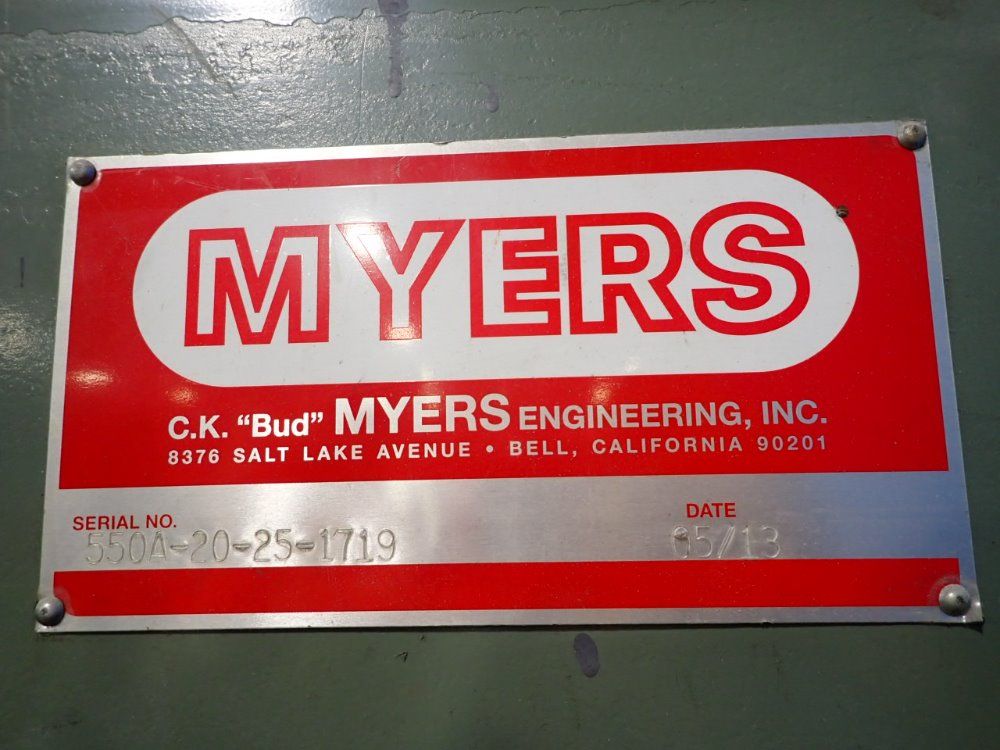 MYERS
C.K. "Bud" MYERS ENGINEERING, INC.
8376 SALT LAKE AVENUE • BELL, CALIFORNIA 90201
SERIAL NO. DATE
550A-20-25-1719 05/13